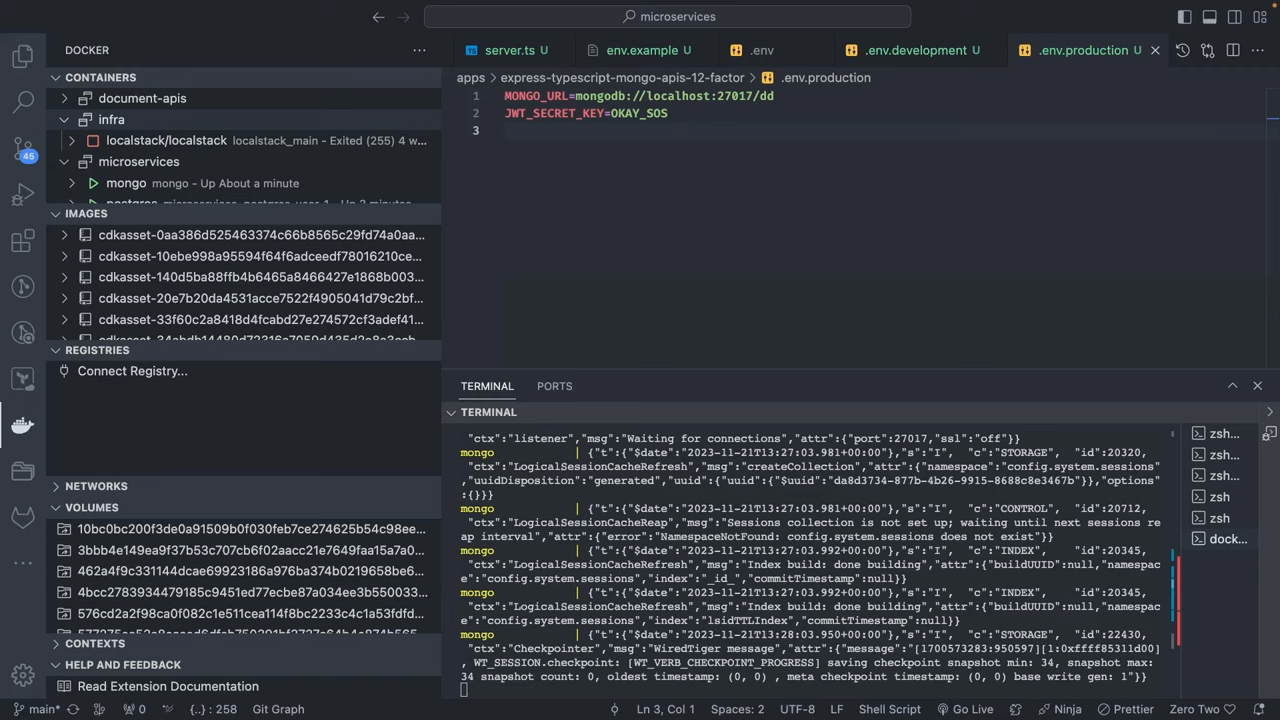 microservices
DOCKER
CONTAINERS
document-apis
infra
localstack/localstack localstack_main - Exited (255) 4 w...
microservices
mongo mongo - Up About a minute
IMAGES
cdkasset-0aa386d525463374c66b8565c29fd74a0aa...
cdkasset-10ebe998a95594f64f6adceedf78016210ce...
cdkasset-140d5ba88ffb4b6465a8466427e1868b003...
cdkasset-20e7b20da4531acce7522f4905041d79c2bf...
cdkasset-33f60c2a8418d4fcabd27e274572cf3adef41...
REGISTRIES
Connect Registry...
NETWORKS
VOLUMES
10bc0bc200f3de0a91509b0f030feb7ce274625b54c98ee...
3bbb4e149ea9f37b53c707cb6f02aacc21e7649faa15a7a0...
462a4f9c331144dcae69923186a976ba374b0219658be6...
4bcc2783934479185c9451ed77ecbe87a034ee3b550033...
576cd2a2f98ca0f082c1e511cea114f8bc2233c4c1a53fdfd...
CONTEXTS
HELP AND FEEDBACK
Read Extension Documentation
45
server.ts U
env.example U
.env
.env.development U
.env.production U
apps > express-typescript-mongo-apis-12-factor > .env.production
1 MONGO_URL=mongodb://localhost:27017/dd
2 JWT_SECRET_KEY=OKAY_SOS
3
TERMINAL PORTS
TERMINAL
"ctx":"listener","msg":"Waiting for connections","attr":{"port":27017,"ssl":"off"}}
mongo | {"t":{"$date":"2023-11-21T13:27:03.981+00:00"},"s":"I", "c":"STORAGE", "id":20320,
"ctx":"LogicalSessionCacheRefresh","msg":"createCollection","attr":{"namespace":"config.system.sessions"
,"uuidDisposition":"generated","uuid":{"uuid":{"$uuid":"da8d3734-877b-4b26-9915-8688c8e3467b"}},"options"
:{}}}
mongo | {"t":{"$date":"2023-11-21T13:27:03.981+00:00"},"s":"I", "c":"CONTROL", "id":20712,
"ctx":"LogicalSessionCacheReap","msg":"Sessions collection is not set up; waiting until next sessions re
ap interval","attr":{"error":"NamespaceNotFound: config.system.sessions does not exist"}}
mongo | {"t":{"$date":"2023-11-21T13:27:03.992+00:00"},"s":"I", "c":"INDEX", "id":20345,
"ctx":"LogicalSessionCacheRefresh","msg":"Index build: done building","attr":{"buildUUID":null,"namespac
e":"config.system.sessions","index":"_id_","commitTimestamp":null}}
mongo | {"t":{"$date":"2023-11-21T13:27:03.992+00:00"},"s":"I", "c":"INDEX", "id":20345,
"ctx":"LogicalSessionCacheRefresh","msg":"Index build: done building","attr":{"buildUUID":null,"namespac
e":"config.system.sessions","index":"lsidTTLIndex","commitTimestamp":null}}
mongo | {"t":{"$date":"2023-11-21T13:28:03.950+00:00"},"s":"I", "c":"STORAGE", "id":22430,
"ctx":"Checkpointer","msg":"WiredTiger message","attr":{"message":"[1700573283:950597][1:0xffff85311d00]
, WT_SESSION.checkpoint: [WT_VERB_CHECKPOINT_PROGRESS] saving checkpoint snapshot min: 34, snapshot max:
34 snapshot count: 0, oldest timestamp: (0, 0) , meta checkpoint timestamp: (0, 0) base write gen: 1"}}
zsh...
zsh...
zsh...
zsh
zsh
dock...
main* 0 {..} : 258 Git Graph Ln 3, Col 1 Spaces: 2 UTF-8 LF Shell Script Go Live Ninja Prettier Zero Two